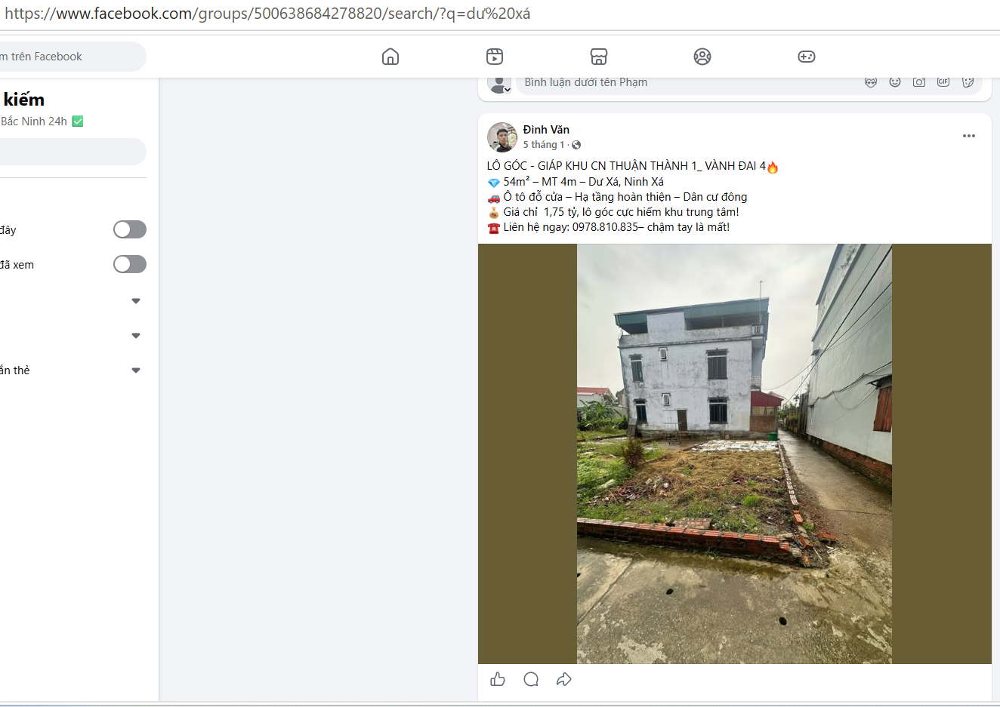 https://www.facebook.com/groups/500638684278820/search/?q=dư%20xá
m trên Facebook
kiếm
Bắc Ninh 24h
đây
đã xem
ắn thẻ
Bình luận dưới tên Phạm
GIF
Đình Văn
5 tháng 1 ·
LÔ GÓC - GIÁP KHU CN THUẬN THÀNH 1_ VÀNH ĐAI 4🔥
💎 54m² – MT 4m – Dư Xá, Ninh Xá
🚗 Ô tô đỗ cửa – Hạ tầng hoàn thiện – Dân cư đông
💰 Giá chỉ  1,75 tỷ, lô góc cực hiếm khu trung tâm!
☎️ Liên hệ ngay: 0978.810.835– chậm tay là mất!